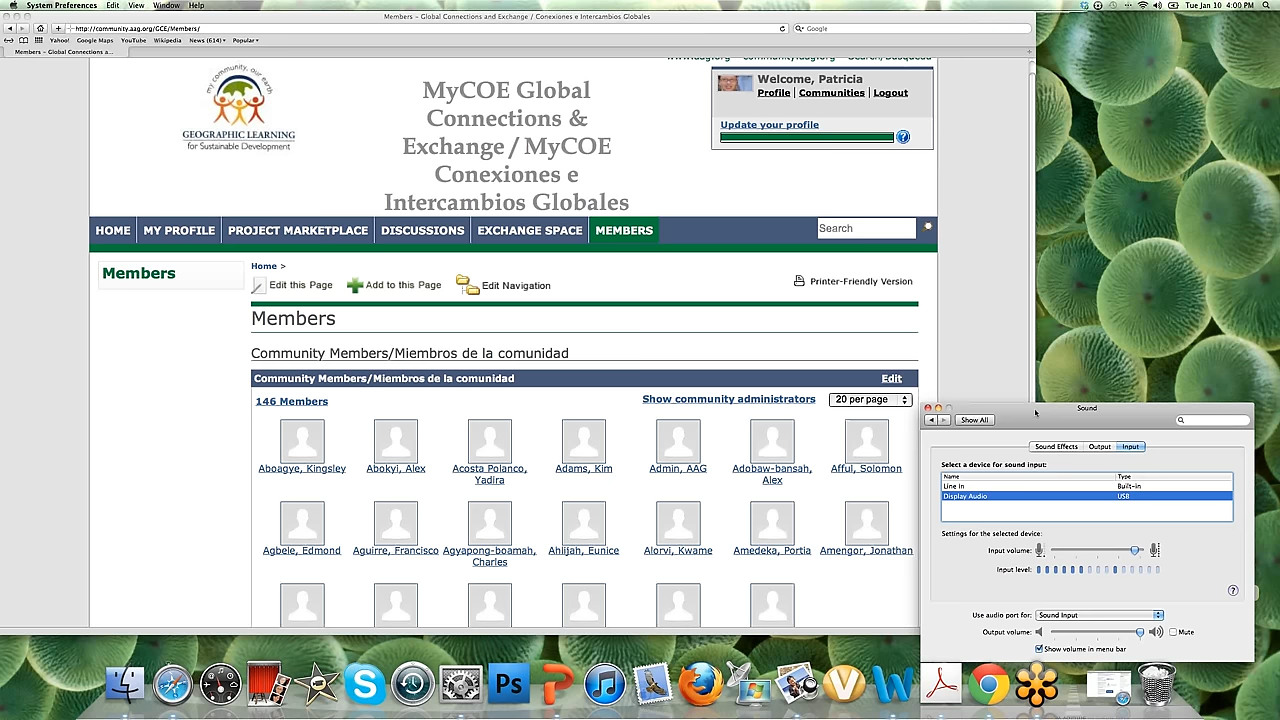 System Preferences Edit View Window Help
Tue Jan 10 4:00 PM
Members – Global Connections and Exchange / Conexiones e Intercambios Globales
http://community.aag.org/GCE/Members/
Google
Yahoo! Google Maps YouTube Wikipedia News (614) Popular
Members – Global Connections a...
my community, our earth
GEOGRAPHIC LEARNING
for Sustainable Development
MyCOE Global
Connections &
Exchange / MyCOE
Conexiones e
Intercambios Globales
Welcome, Patricia
Profile | Communities | Logout
Update your profile
?
HOME MY PROFILE PROJECT MARKETPLACE DISCUSSIONS EXCHANGE SPACE MEMBERS
Search
Members
Home >
Edit this Page Add to this Page Edit Navigation
Printer-Friendly Version
Members
Community Members/Miembros de la comunidad
Community Members/Miembros de la comunidad Edit
146 Members Show community administrators 20 per page
Aboagye, Kingsley Abokyi, Alex Acosta Polanco, Yadira Adams, Kim Admin, AAG Adobaw-bansah, Alex Afful, Solomon
Agbele, Edmond Aguirre, Francisco Agyapong-boamah, Charles Ahlijah, Eunice Alorvi, Kwame Amedeka, Portia Amengor, Jonathan
Sound
Show All
Sound Effects Output Input
Select a device for sound input:
Name Type
Line In Built-in
Display Audio USB
Settings for the selected device:
Input volume:
Input level:
?
Use audio port for: Sound Input
Output volume: Mute
Show volume in menu bar
Ps